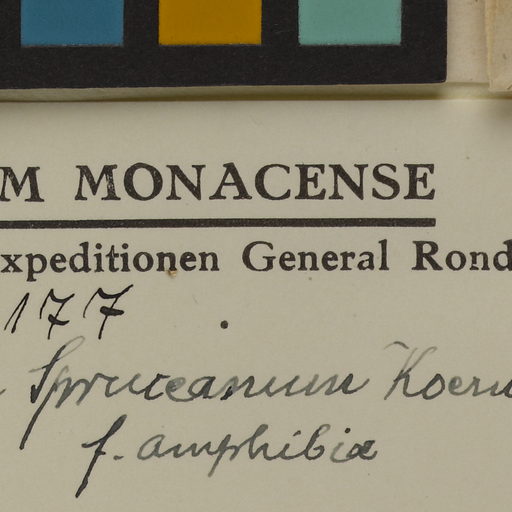 M MONACENSE
xpeditionen General Rond
177
Spruceanum Koern
f. amphibia